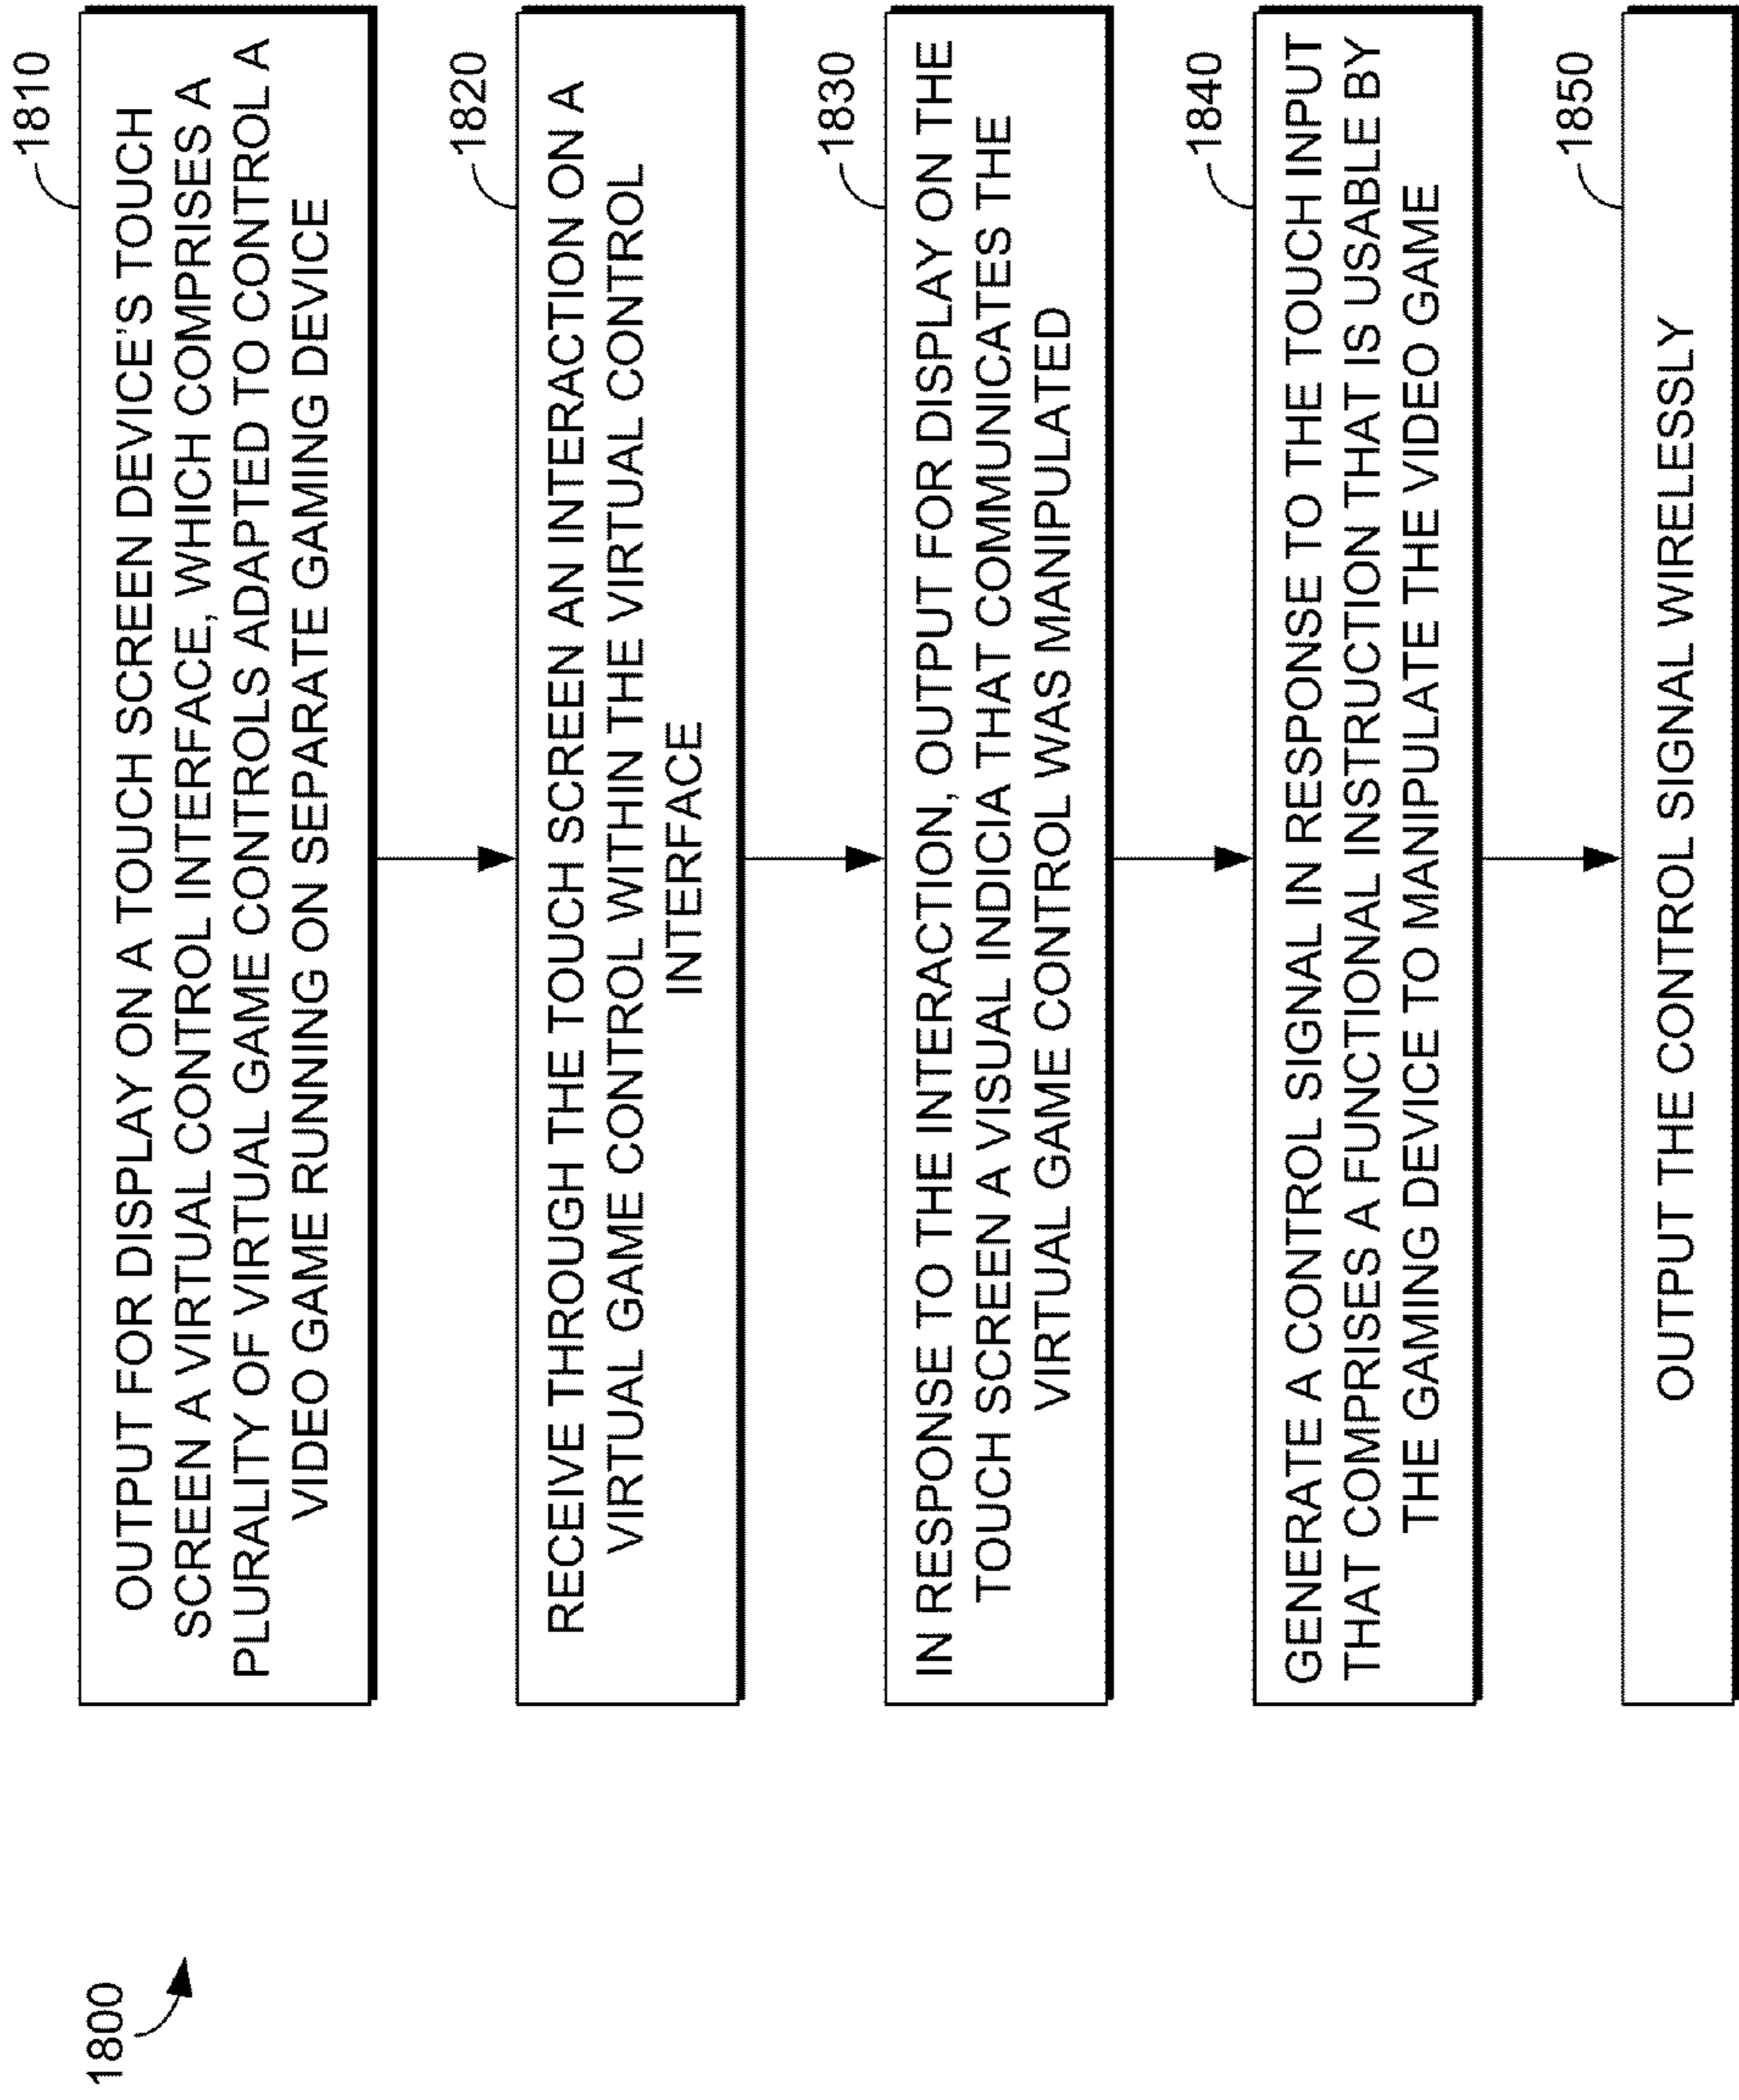 1800
1810
OUTPUT FOR DISPLAY ON A TOUCH SCREEN DEVICE'S TOUCH
SCREEN A VIRTUAL CONTROL INTERFACE, WHICH COMPRISES A
PLURALITY OF VIRTUAL GAME CONTROLS ADAPTED TO CONTROL A
VIDEO GAME RUNNING ON SEPARATE GAMING DEVICE
1820
RECEIVE THROUGH THE TOUCH SCREEN AN INTERACTION ON A
VIRTUAL GAME CONTROL WITHIN THE VIRTUAL CONTROL
INTERFACE
1830
IN RESPONSE TO THE INTERACTION, OUTPUT FOR DISPLAY ON THE
TOUCH SCREEN A VISUAL INDICIA THAT COMMUNICATES THE
VIRTUAL GAME CONTROL WAS MANIPULATED
1840
GENERATE A CONTROL SIGNAL IN RESPONSE TO THE TOUCH INPUT
THAT COMPRISES A FUNCTIONAL INSTRUCTION THAT IS USABLE BY
THE GAMING DEVICE TO MANIPULATE THE VIDEO GAME
1850
OUTPUT THE CONTROL SIGNAL WIRELESSLY